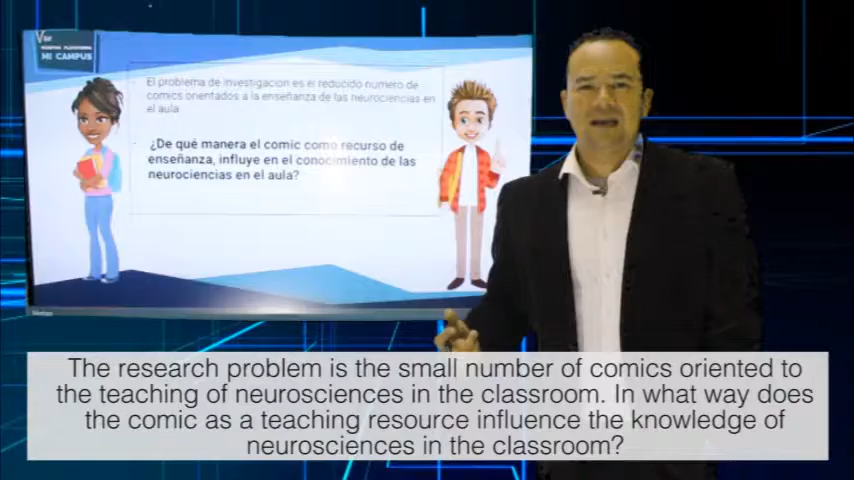 MI CAMPUS
El problema de investigacion es el reducido numero de
comics orientados a la enseñanza de las neurociencias en
el aula
¿De qué manera el comic como recurso de
enseñanza, influye en el conocimiento de las
neurociencias en el aula?
The research problem is the small number of comics oriented to
the teaching of neurosciences in the classroom. In what way does
the comic as a teaching resource influence the knowledge of
neurosciences in the classroom?